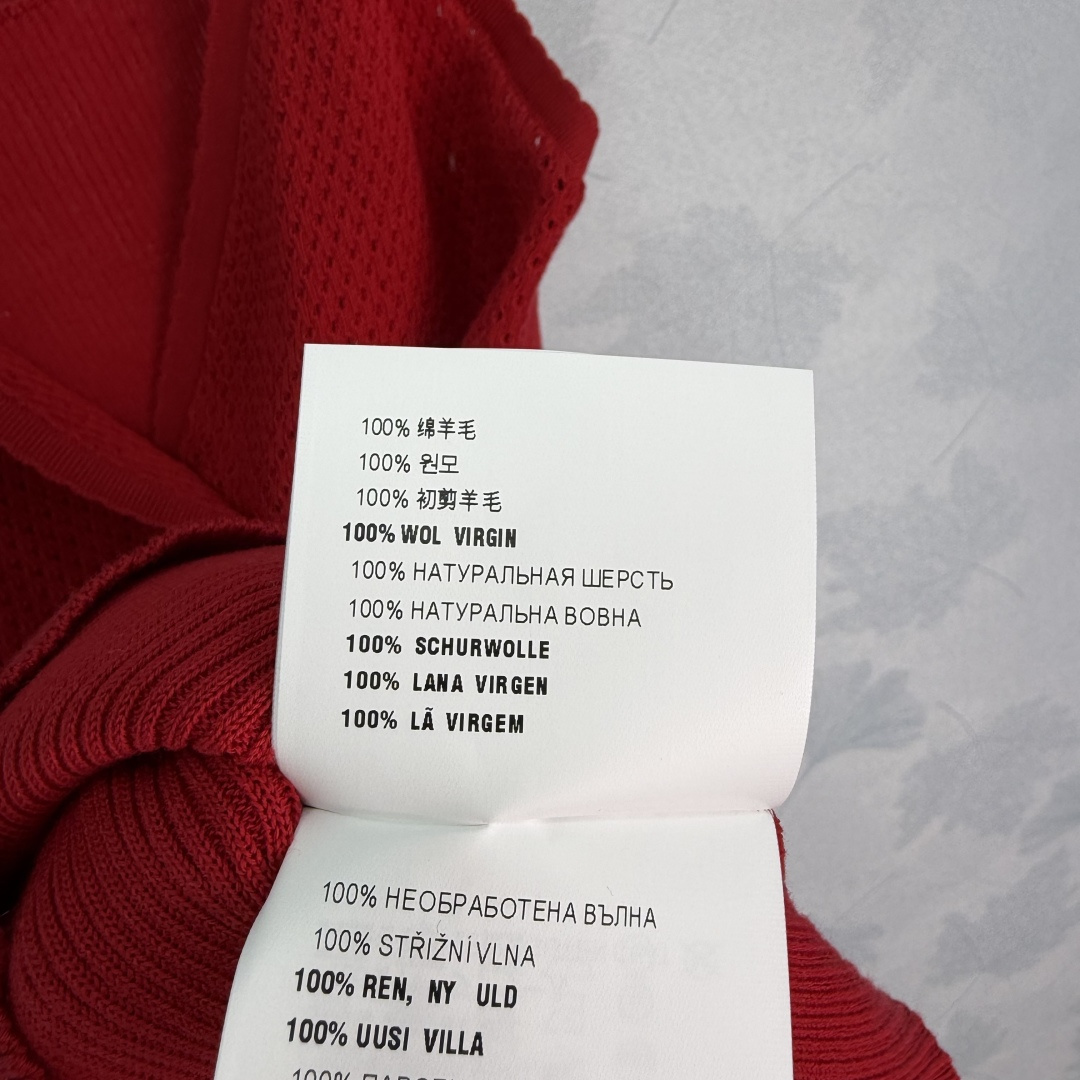 100% 绵羊毛
100% 원모
100% 初剪羊毛
100% WOL VIRGIN
100% НАТУРАЛЬНАЯ ШЕРСТЬ
100% НАТУРАЛЬНА ВОВНА
100% SCHURWOLLE
100% LANA VIRGEN
100% LÃ VIRGEM
100% НЕОБРАБОТЕНА ВЪЛНА
100% STŘIŽNÍ VLNA
100% REN, NY ULD
100% UUSI VILLA
100%